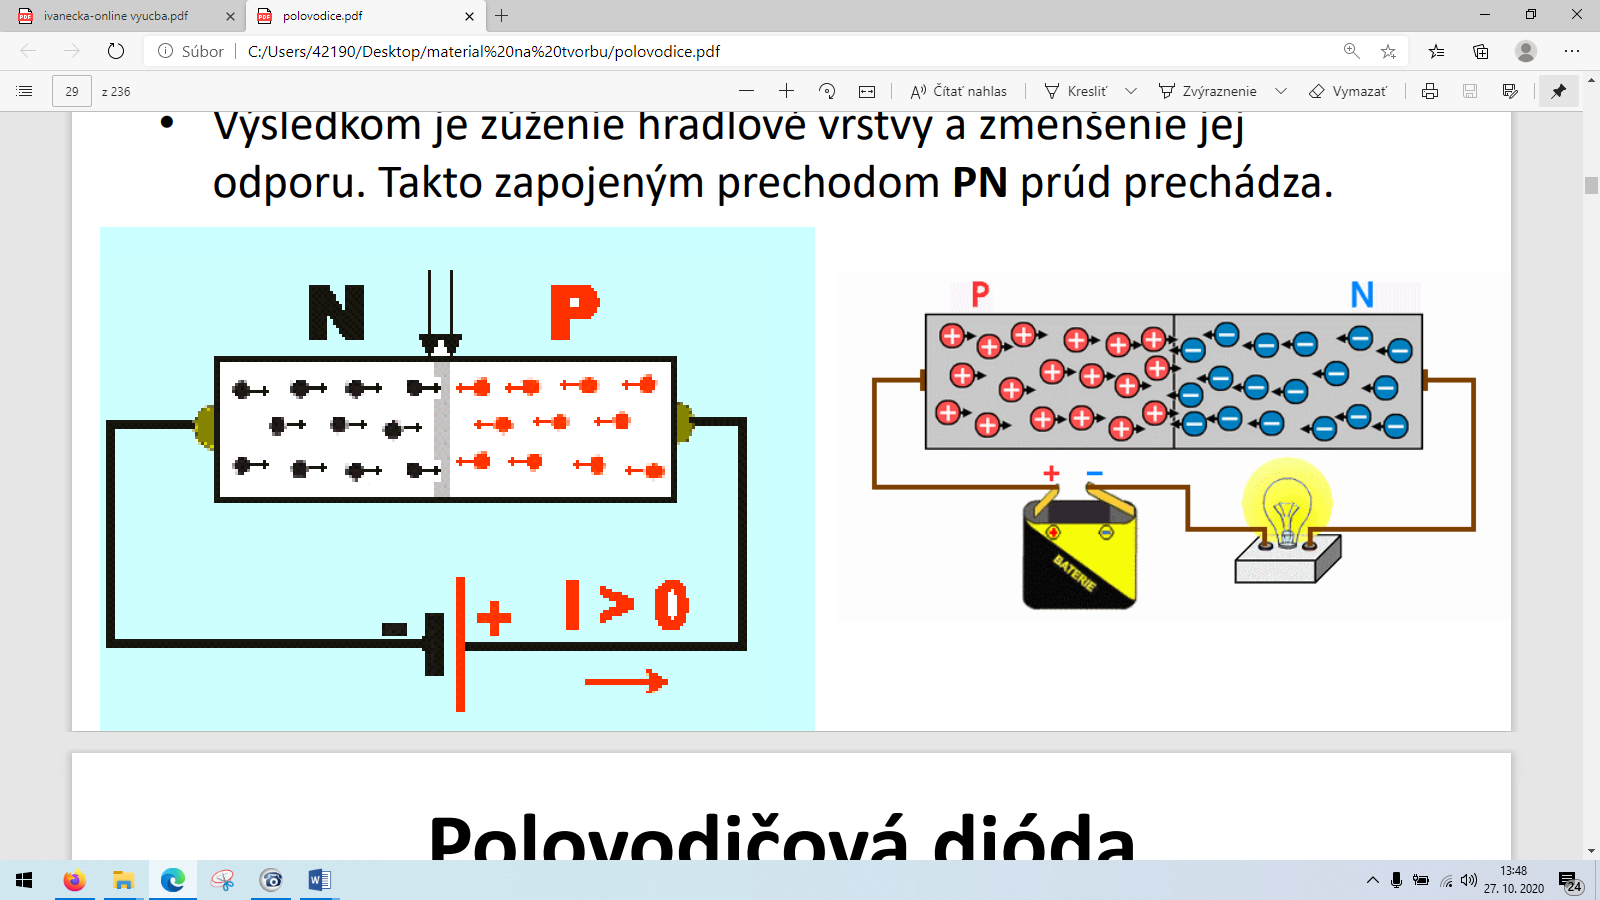 ivanecka-online vyucba.pdf
polovodice.pdf
Súbor
C:/Users/42190/Desktop/material%20na%20tvorbu/polovodice.pdf
29
z 236
Čítať nahlas
Kresliť
Zvýraznenie
Vymazať
• Výsledkom je zúženie hradlové vrstvy a zmenšenie jej
odporu. Takto zapojeným prechodom PN prúd prechádza.
N
P
- + I > 0
P
N
+ −
BATERIE
Polovodičová dióda
13:48
27. 10. 2020
24